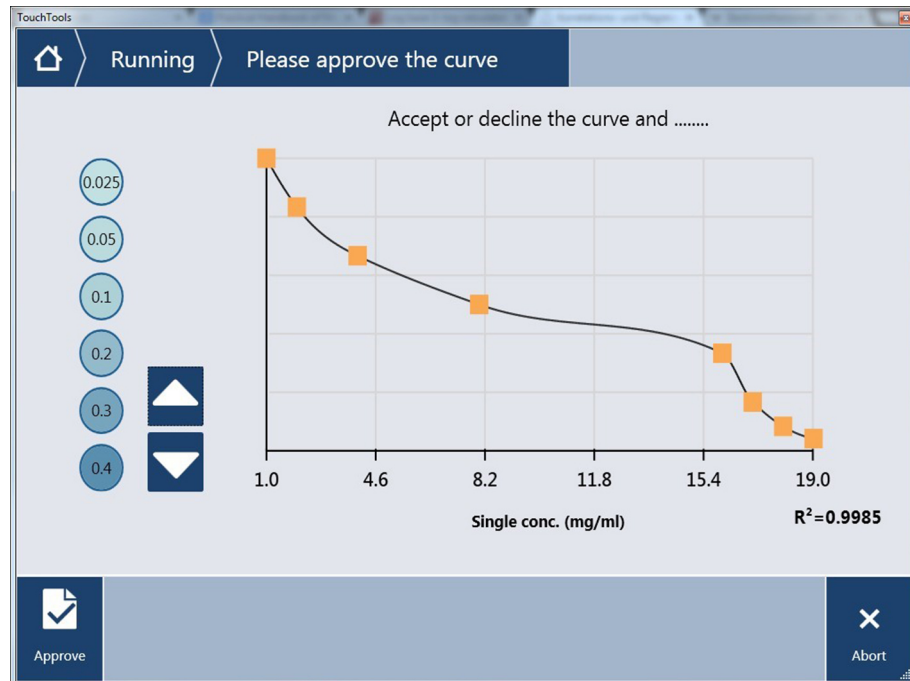 TouchTools
Running
Please approve the curve
Accept or decline the curve and ........
0.025
0.05
0.1
0.2
0.3
0.4
1.0 4.6 8.2 11.8 15.4 19.0
Single conc. (mg/ml)
R²=0.9985
Approve
Abort